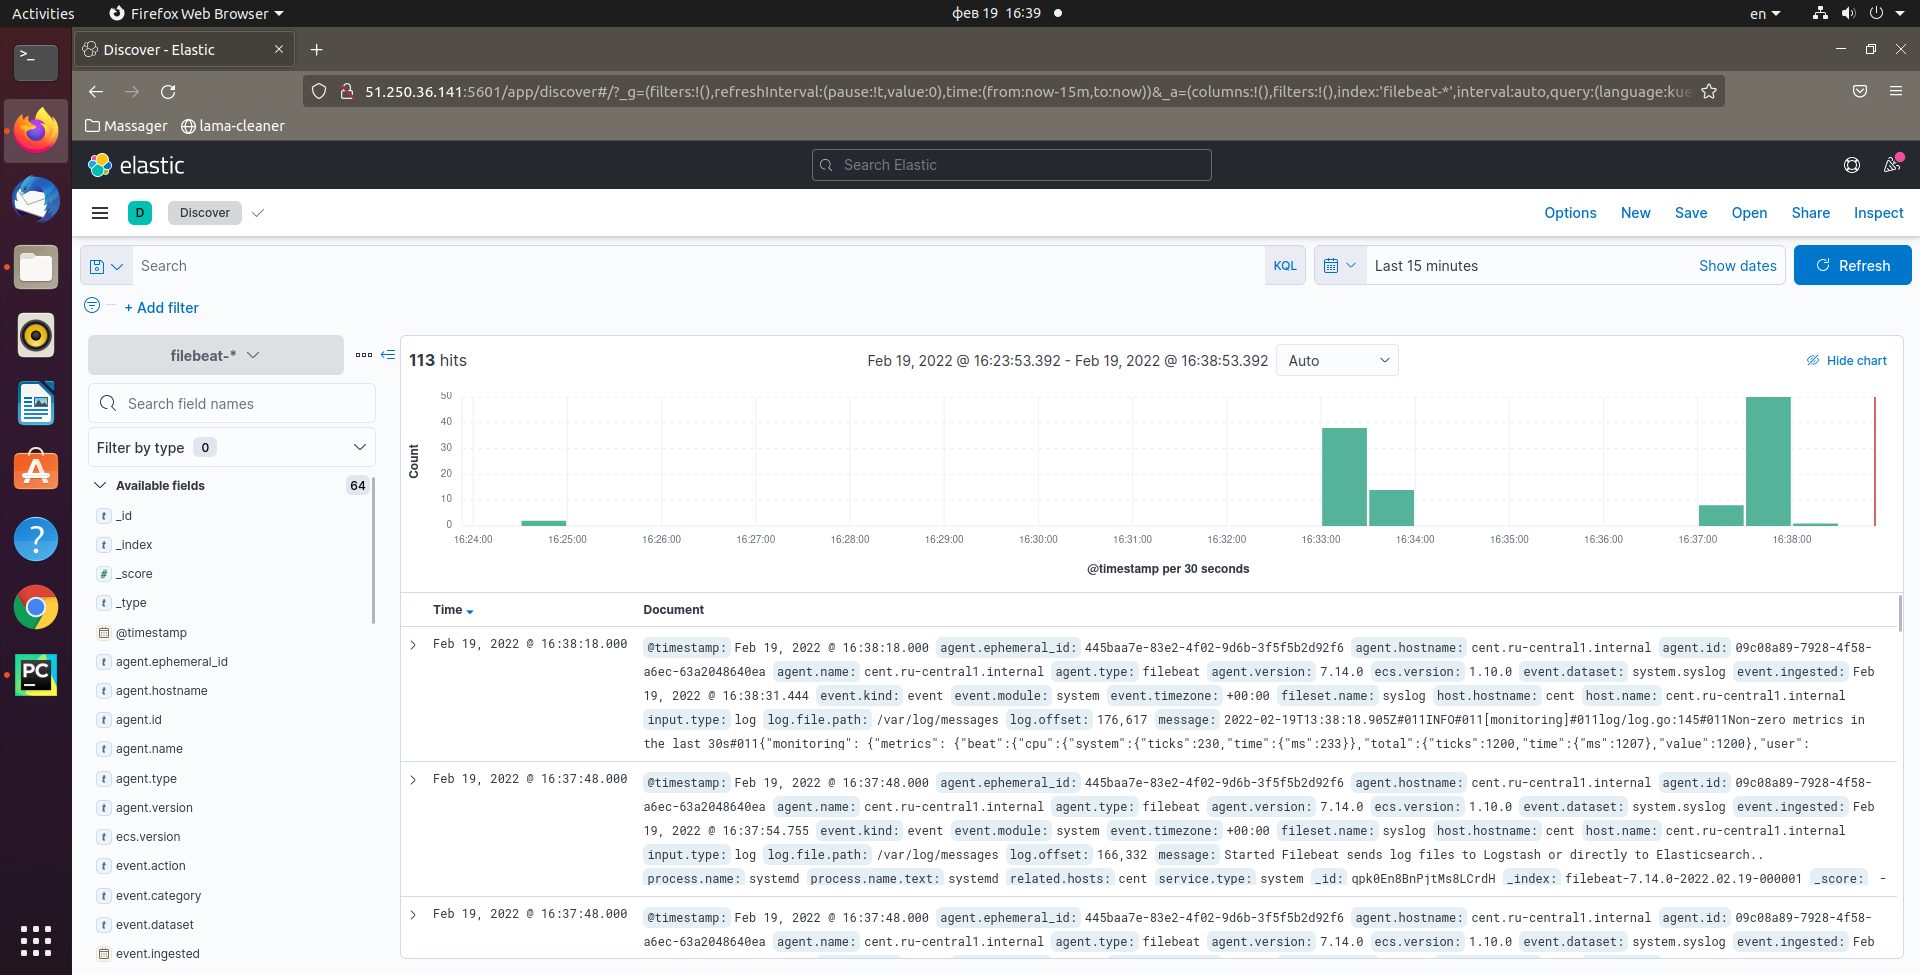 Activities
Firefox Web Browser
фев 19 16:39
en
Discover - Elastic
51.250.36.141:5601/app/discover#/?_g=(filters:!(),refreshInterval:(pause:!t,value:0),time:(from:now-15m,to:now))&_a=(columns:!(),filters:!(),index:'filebeat-*',interval:auto,query:(language:kue
Massager
lama-cleaner
elastic
Search Elastic
D
Discover
Options
New
Save
Open
Share
Inspect
Search
KQL
Last 15 minutes
Show dates
Refresh
+ Add filter
filebeat-*
Search field names
Filter by type 0
Available fields 64
t _id
t _index
# _score
t _type
@timestamp
t agent.ephemeral_id
t agent.hostname
t agent.id
t agent.name
t agent.type
t agent.version
t ecs.version
t event.action
t event.category
t event.dataset
event.ingested
113 hits
Feb 19, 2022 @ 16:23:53.392 - Feb 19, 2022 @ 16:38:53.392
Auto
Hide chart
50
40
30
20
10
0
Count
16:24:00 16:25:00 16:26:00 16:27:00 16:28:00 16:29:00 16:30:00 16:31:00 16:32:00 16:33:00 16:34:00 16:35:00 16:36:00 16:37:00 16:38:00
@timestamp per 30 seconds
Time
Document
Feb 19, 2022 @ 16:38:18.000
@timestamp: Feb 19, 2022 @ 16:38:18.000 agent.ephemeral_id: 445baa7e-83e2-4f02-9d6b-3f5f5b2d92f6 agent.hostname: cent.ru-central1.internal agent.id: 09c08a89-7928-4f58-
a6ec-63a2048640ea agent.name: cent.ru-central1.internal agent.type: filebeat agent.version: 7.14.0 ecs.version: 1.10.0 event.dataset: system.syslog event.ingested: Feb
19, 2022 @ 16:38:31.444 event.kind: event event.module: system event.timezone: +00:00 fileset.name: syslog host.hostname: cent host.name: cent.ru-central1.internal
input.type: log log.file.path: /var/log/messages log.offset: 176,617 message: 2022-02-19T13:38:18.905Z#011INFO#011[monitoring]#011log/log.go:145#011Non-zero metrics in
the last 30s#011{"monitoring": {"metrics": {"beat":{"cpu":{"system":{"ticks":230,"time":{"ms":233}},"total":{"ticks":1200,"time":{"ms":1207},"value":1200},"user":
Feb 19, 2022 @ 16:37:48.000
@timestamp: Feb 19, 2022 @ 16:37:48.000 agent.ephemeral_id: 445baa7e-83e2-4f02-9d6b-3f5f5b2d92f6 agent.hostname: cent.ru-central1.internal agent.id: 09c08a89-7928-4f58-
a6ec-63a2048640ea agent.name: cent.ru-central1.internal agent.type: filebeat agent.version: 7.14.0 ecs.version: 1.10.0 event.dataset: system.syslog event.ingested: Feb
19, 2022 @ 16:37:54.755 event.kind: event event.module: system event.timezone: +00:00 fileset.name: syslog host.hostname: cent host.name: cent.ru-central1.internal
input.type: log log.file.path: /var/log/messages log.offset: 166,332 message: Started Filebeat sends log files to Logstash or directly to Elasticsearch..
process.name: systemd process.name.text: systemd related.hosts: cent service.type: system _id: qpk0En8BnPjtMs8LCrdH _index: filebeat-7.14.0-2022.02.19-000001 _score: -
Feb 19, 2022 @ 16:37:48.000
@timestamp: Feb 19, 2022 @ 16:37:48.000 agent.ephemeral_id: 445baa7e-83e2-4f02-9d6b-3f5f5b2d92f6 agent.hostname: cent.ru-central1.internal agent.id: 09c08a89-7928-4f58-
a6ec-63a2048640ea agent.name: cent.ru-central1.internal agent.type: filebeat agent.version: 7.14.0 ecs.version: 1.10.0 event.dataset: system.syslog event.ingested: Feb
PC